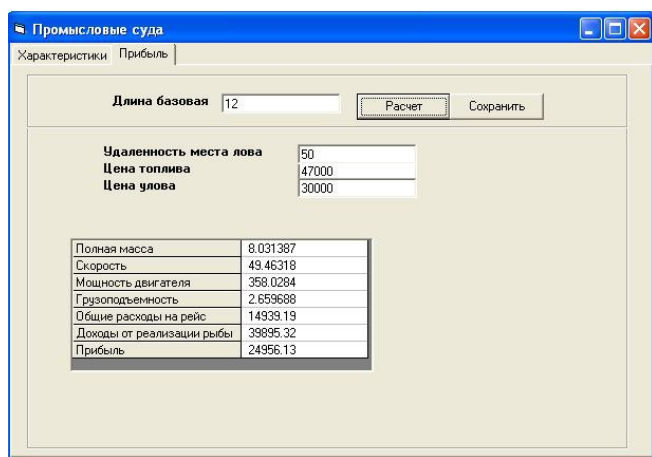 Промысловые суда
Характеристики Прибыль
Длина базовая 12 Расчет Сохранить
Удаленность места лова 50
Цена топлива 47000
Цена улова 30000
Полная масса 8.031387
Скорость 49.46318
Мощность двигателя 358.0284
Грузоподъемность 2.659688
Общие расходы на рейс 14939.19
Доходы от реализации рыбы 39895.32
Прибыль 24956.13